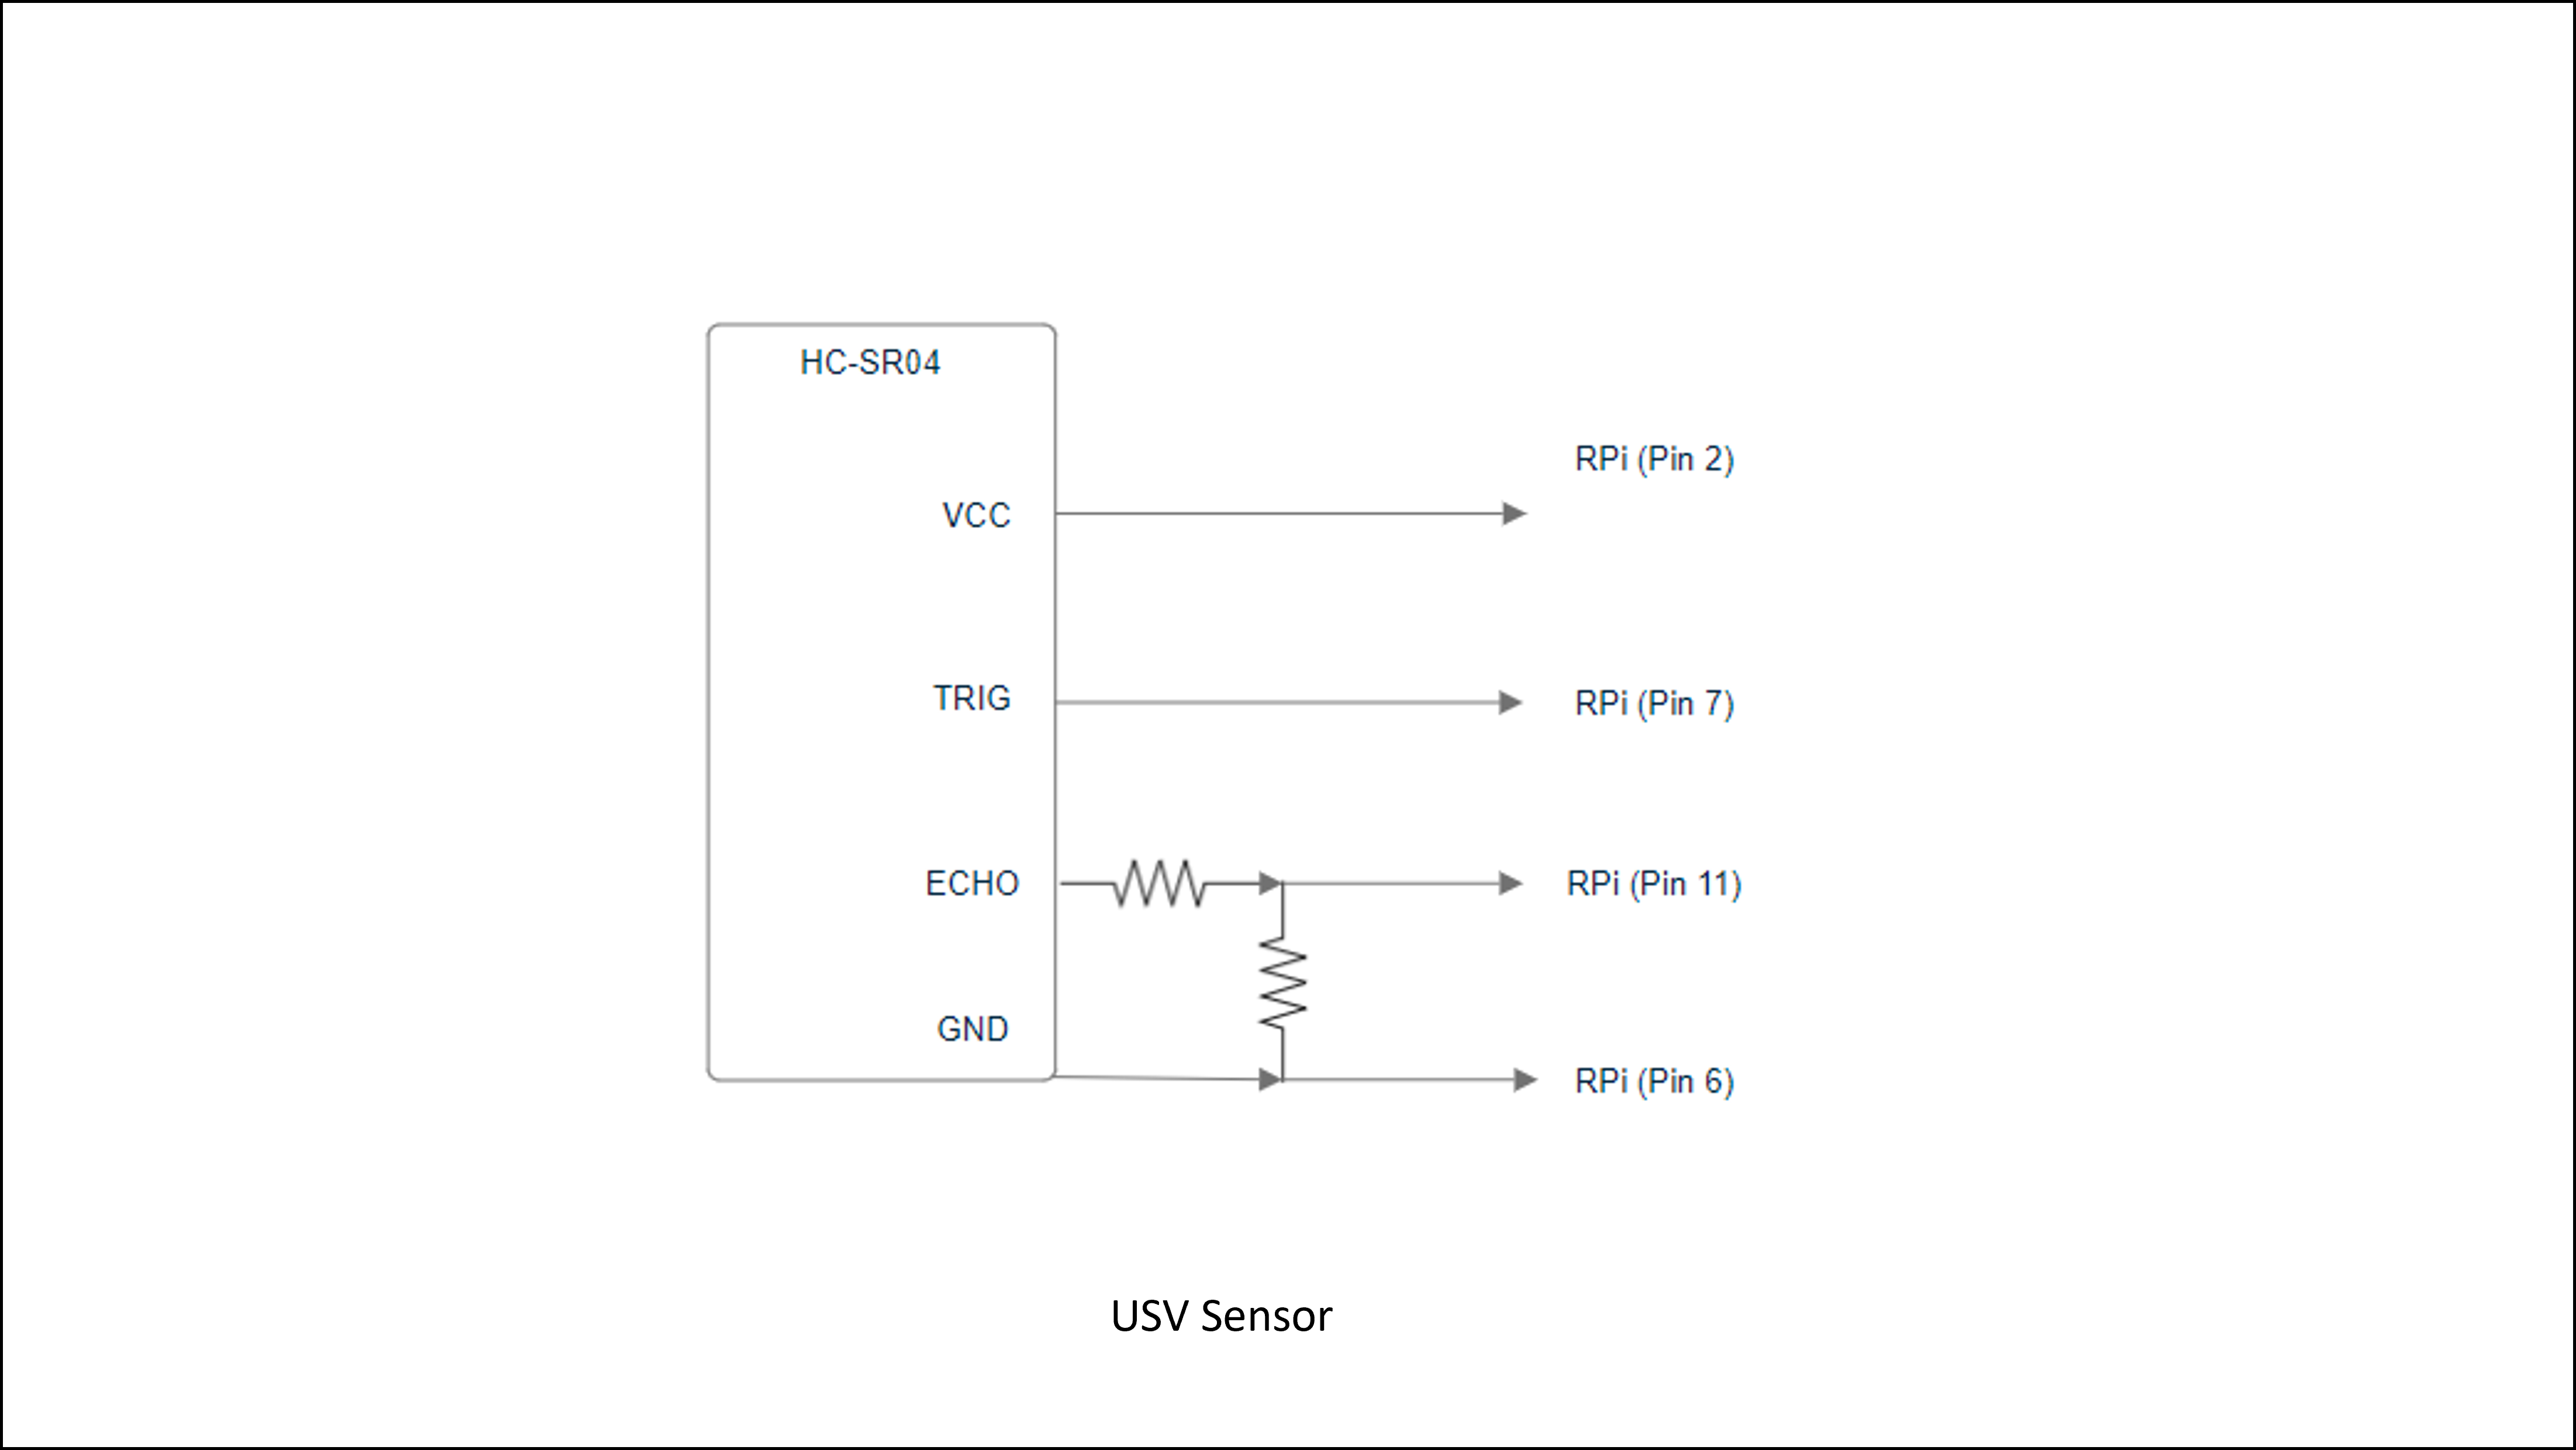 HC-SR04
RPi (Pin 2)
VCC
TRIG
RPi (Pin 7)
ECHO
RPi (Pin 11)
GND
RPi (Pin 6)
USV Sensor